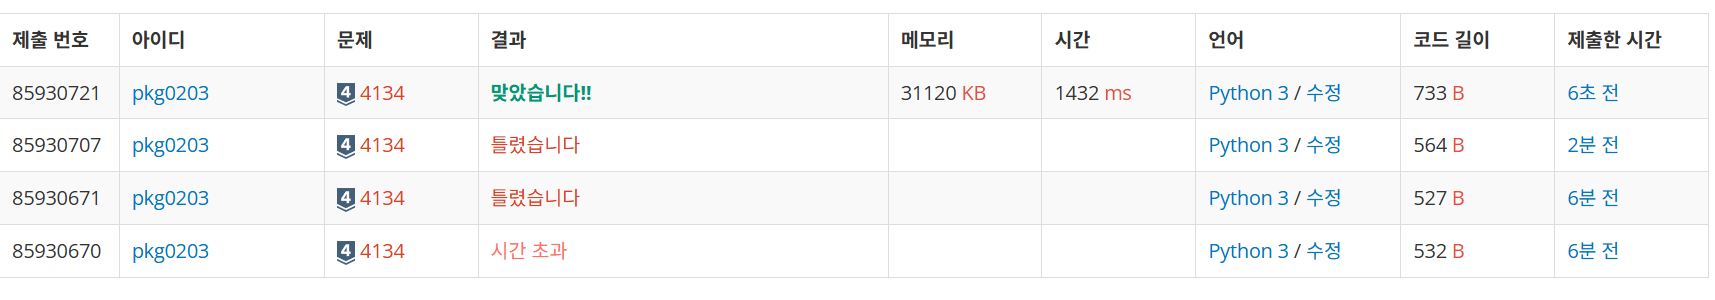 제출 번호 아이디 문제 결과 메모리 시간 언어 코드 길이 제출한 시간
85930721 pkg0203 4 4134 맞았습니다!! 31120 KB 1432 ms Python 3 / 수정 733 B 6초 전
85930707 pkg0203 4 4134 틀렸습니다 Python 3 / 수정 564 B 2분 전
85930671 pkg0203 4 4134 틀렸습니다 Python 3 / 수정 527 B 6분 전
85930670 pkg0203 4 4134 시간 초과 Python 3 / 수정 532 B 6분 전